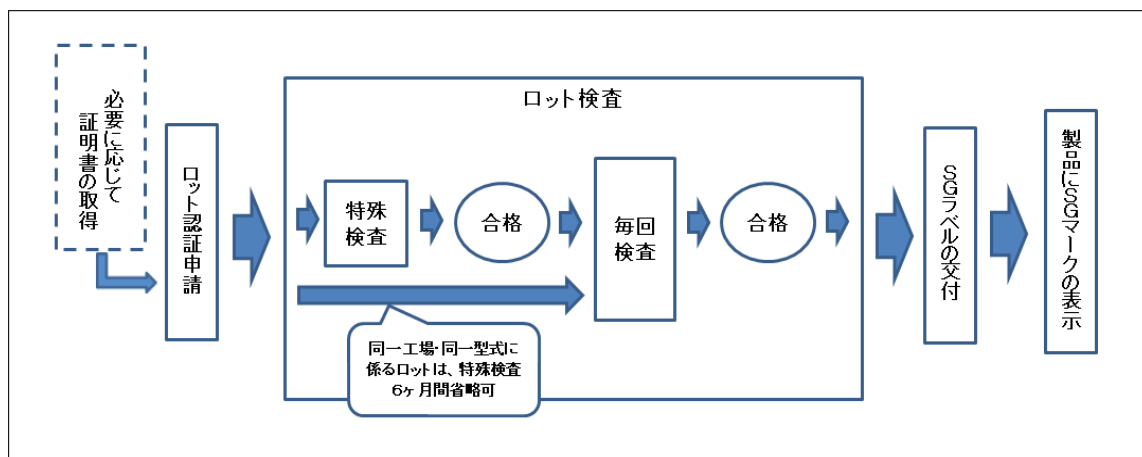 必要に応じて
証明書の取得
ロット認証申請
ロット検査
特殊
検査
合格
毎回
検査
合格
同一工場・同一型式に
係るロットは、特殊検査
6ヶ月間省略可
SGラベルの交付
製品にSGマークの表示